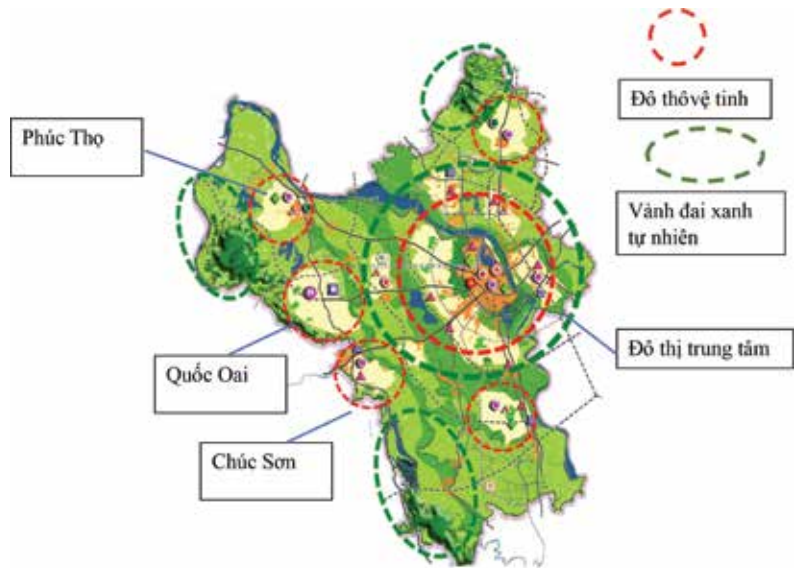 Đô thôvệ tinh
Phúc Thọ
Vành đai xanh
tự nhiên
Đô thị trung tâm
Quốc Oai
Chúc Sơn